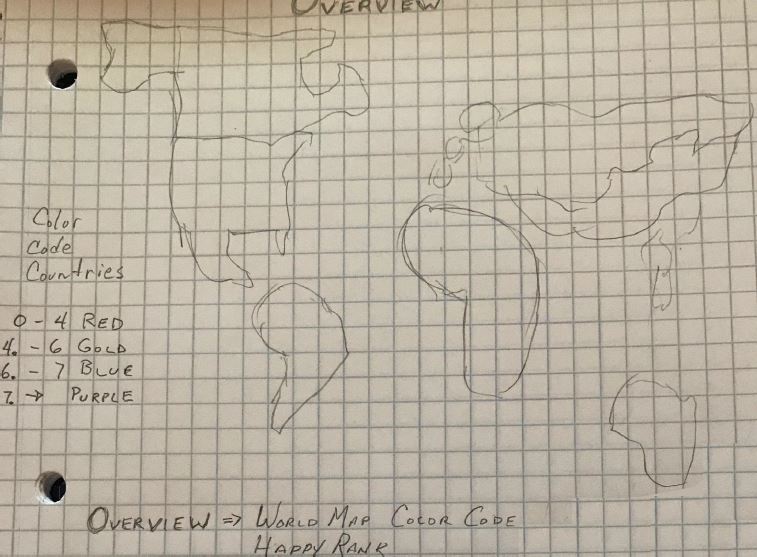 OVERVIEW
Color
Code
Countries
0 - 4 RED
4. - 6 GOLD
6. - 7 BLUE
7. → PURPLE
OVERVIEW ⇒ WORLD MAP COLOR CODE
HAPPY RANK